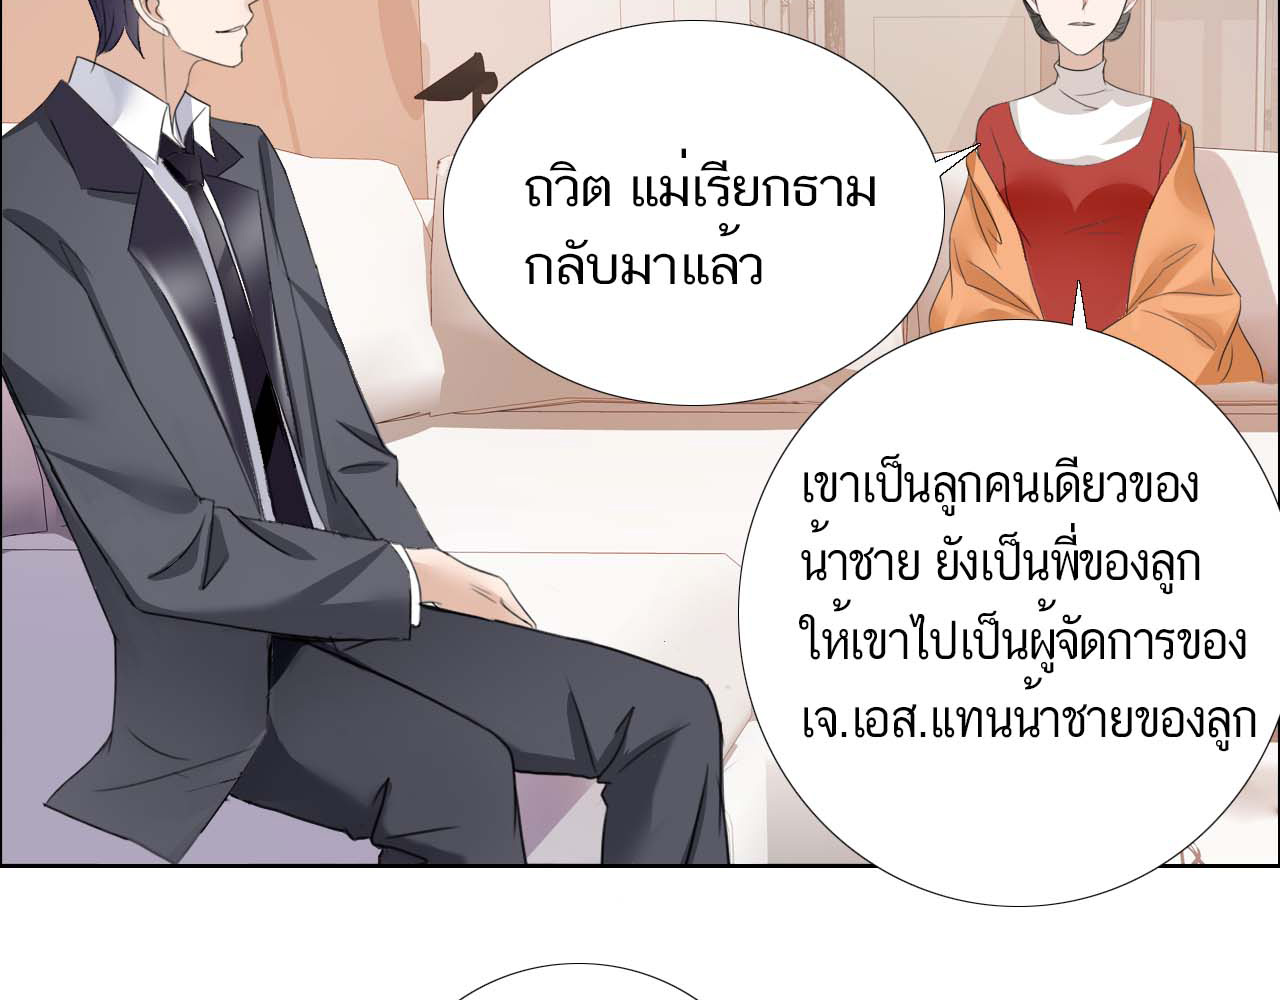 ถวิต แม่เรียกธาม
กลับมาแล้ว
เขาเป็นลูกคนเดียวของ
น้าชาย ยังเป็นพี่ของลูก
ให้เขาไปเป็นผู้จัดการของ
เจ.เอส.แทนน้าชายของลูก